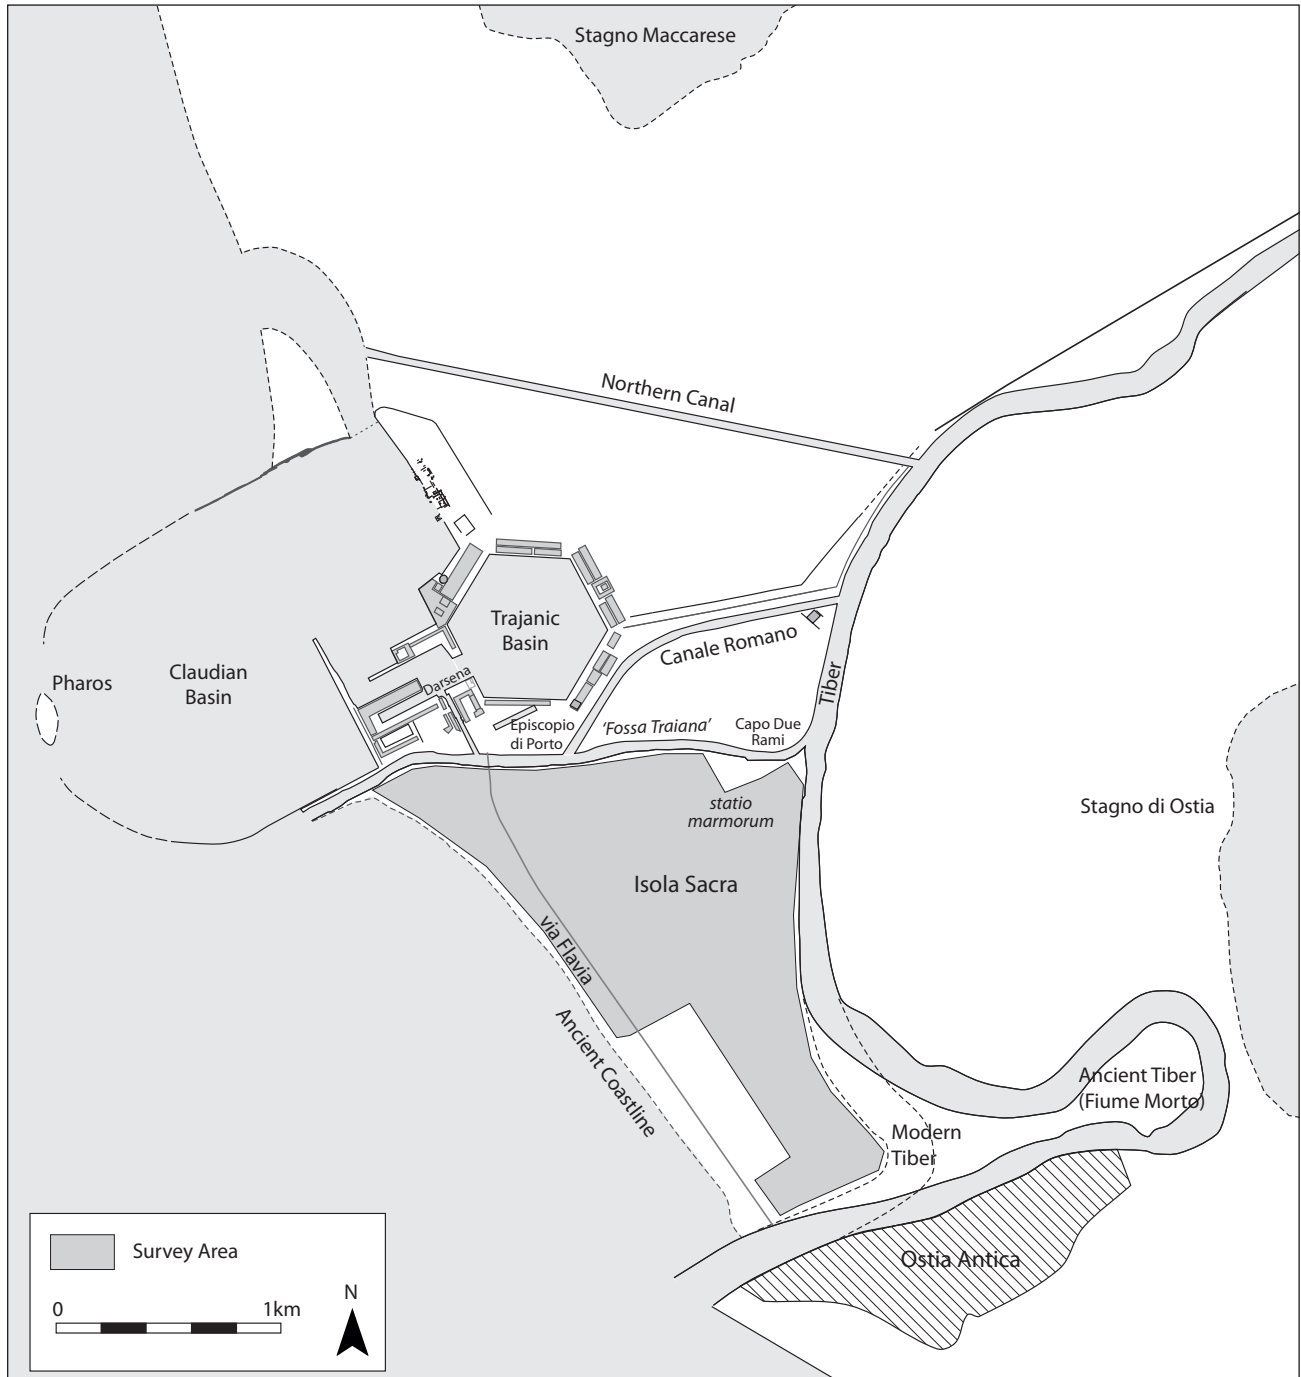 Stagno Maccarese
Northern Canal
Trajanic
Basin
Canale Romano
Claudian
Basin
Pharos
Darsena
Tiber
Episcopio
di Porto
‘Fossa Traiana’
Capo Due
Rami
statio
marmorum
Stagno di Ostia
Isola Sacra
via Flavia
Ancient Coastline
Ancient Tiber
(Fiume Morto)
Modern
Tiber
Ostia Antica
Survey Area
0 1km
N